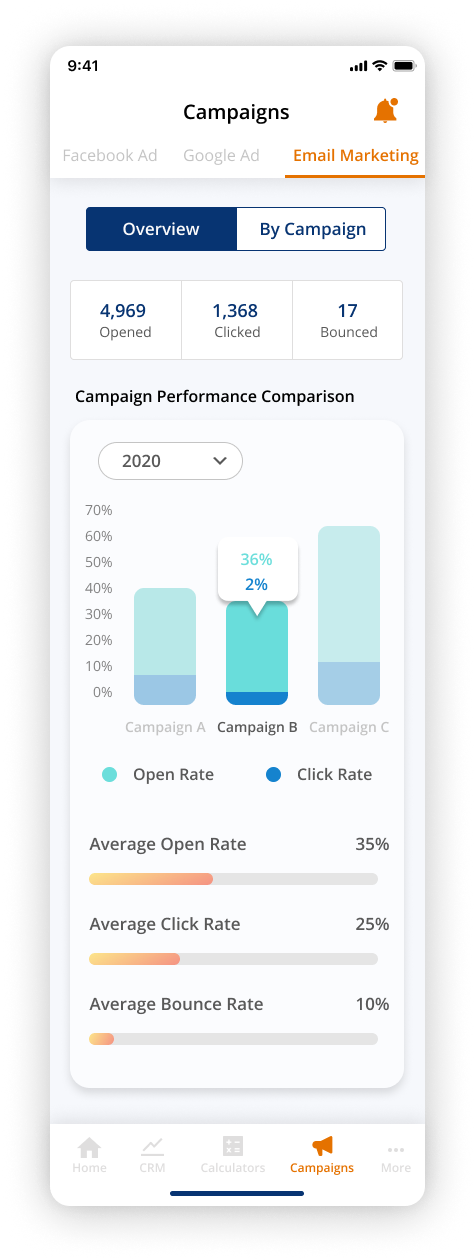 9:41
Campaigns
Facebook Ad Google Ad Email Marketing
Overview By Campaign
4,969 1,368 17
Opened Clicked Bounced
Campaign Performance Comparison
2020
70%
60%
50%
40%
30%
20%
10%
0%
36%
2%
Campaign A Campaign B Campaign C
Open Rate Click Rate
Average Open Rate 35%
Average Click Rate 25%
Average Bounce Rate 10%
Home CRM Calculators Campaigns More